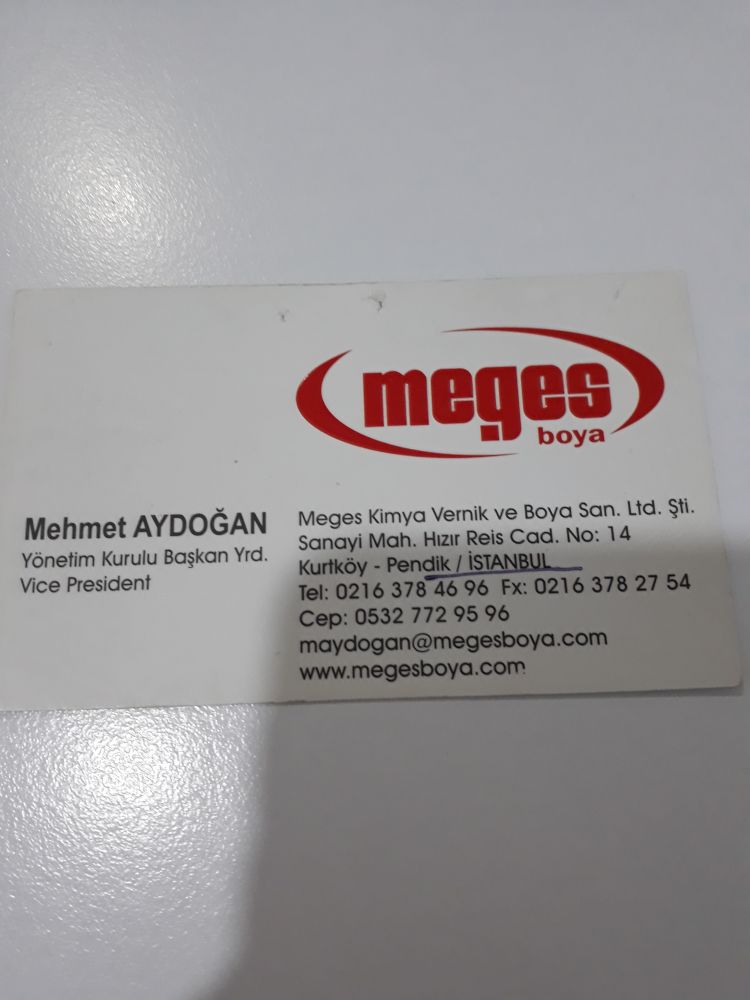 meges
boya
Mehmet AYDOĞAN
Yönetim Kurulu Başkan Yrd.
Vice President
Meges Kimya Vernik ve Boya San. Ltd. Şti.
Sanayi Mah. Hızır Reis Cad. No: 14
Kurtköy - Pendik / İSTANBUL
Tel: 0216 378 46 96 Fx: 0216 378 27 54
Cep: 0532 772 95 96
maydogan@megesboya.com
www.megesboya.com